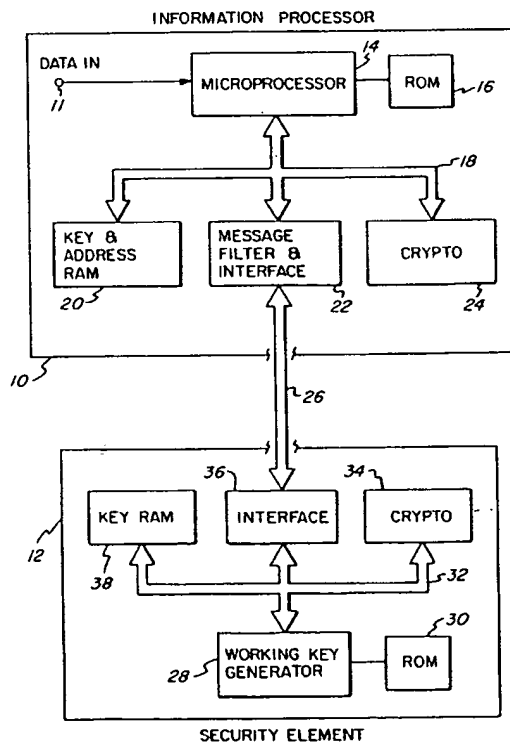 INFORMATION PROCESSOR
14
DATA IN
11
MICROPROCESSOR
ROM
16
18
KEY &
ADDRESS
RAM
20
MESSAGE
FILTER &
INTERFACE
22
CRYPTO
24
10
26
36
34
12
KEY RAM
38
INTERFACE
CRYPTO
32
30
28
WORKING KEY
GENERATOR
ROM
SECURITY ELEMENT